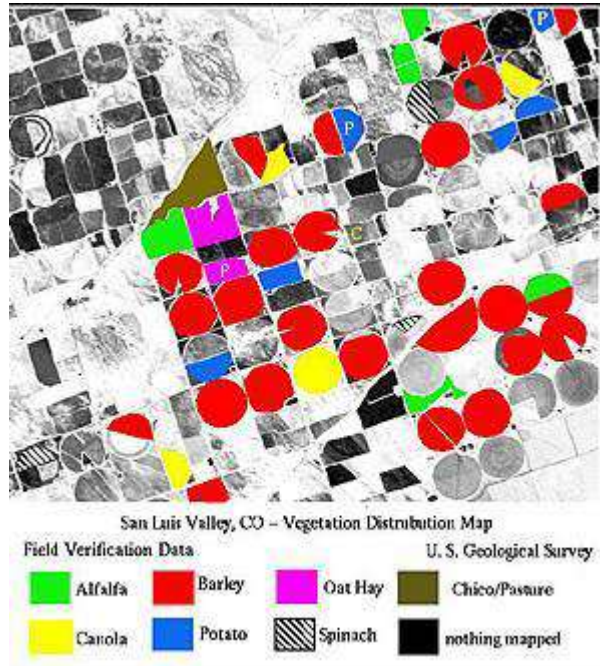 P
P
C
P
San Luis Valley, CO – Vegetation Distrubution Map
Field Verification Data
U. S. Geological Survey
Alfalfa
Barley
Oat Hay
Chico/Pasture
Canola
Potato
Spinach
nothing mapped